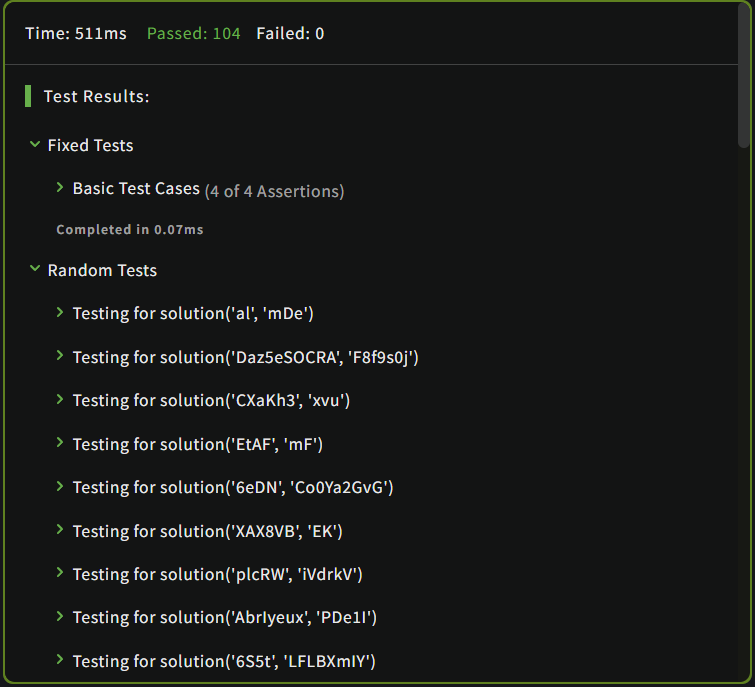 Time: 511ms Passed: 104 Failed: 0
Test Results:
Fixed Tests
Basic Test Cases (4 of 4 Assertions)
Completed in 0.07ms
Random Tests
Testing for solution('al', 'mDe')
Testing for solution('Daz5eSOCRA', 'F8f9s0j')
Testing for solution('CXaKh3', 'xvu')
Testing for solution('EtAF', 'mF')
Testing for solution('6eDN', 'Co0Ya2GvG')
Testing for solution('XAX8VB', 'EK')
Testing for solution('plcRW', 'iVdrkV')
Testing for solution('AbrIyeux', 'PDe1I')
Testing for solution('6S5t', 'LFLBXmIY')